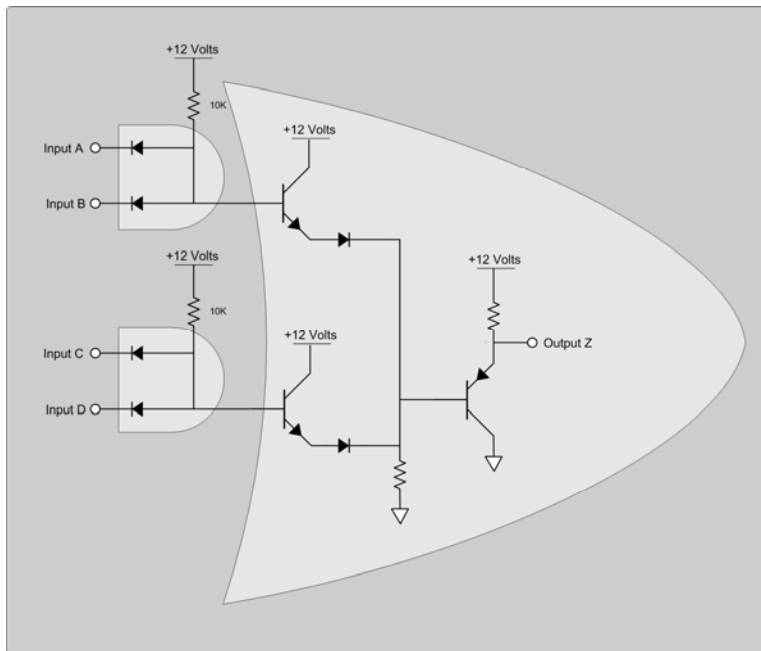 +12 Volts
10K
+12 Volts
Input A
Input B
+12 Volts
+12 Volts
10K
+12 Volts
Output Z
Input C
Input D